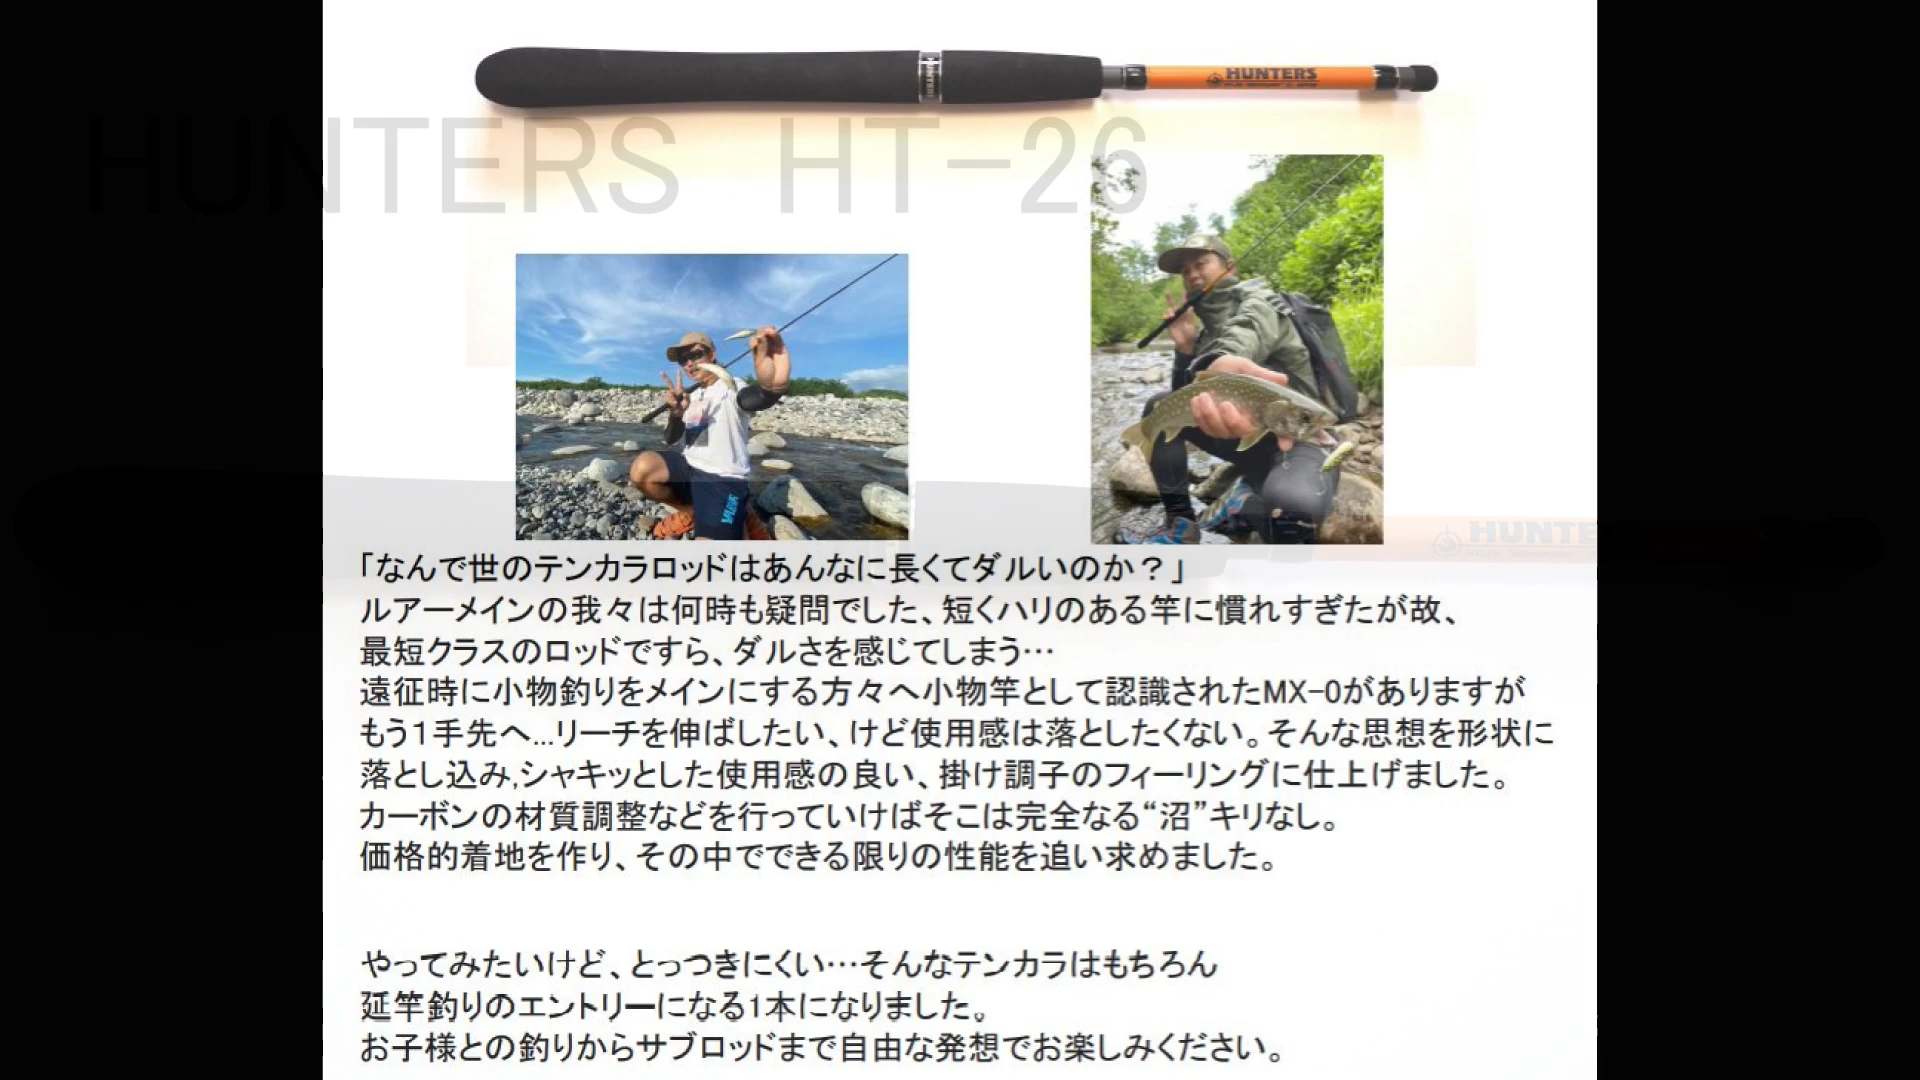 HUNTERS
HUNTERS HT-26
「なんで世のテンカラロッドはあんなに長くてダルいのか？」
ルアーメインの我々は何時も疑問でした、短くハリのある竿に慣れすぎたが故、
最短クラスのロッドですら、ダルさを感じてしまう…
遠征時に小物釣りをメインにする方々へ小物竿として認識されたMX-0がありますが
もう１手先へ...リーチを伸ばしたい、けど使用感は落としたくない。そんな思想を形状に
落とし込み,シャキッとした使用感の良い、掛け調子のフィーリングに仕上げました。
カーボンの材質調整などを行っていけばそこは完全なる“沼”キリなし。
価格的着地を作り、その中でできる限りの性能を追い求めました。
やってみたいけど、とっつきにくい…そんなテンカラはもちろん
延竿釣りのエントリーになる1本になりました。
お子様との釣りからサブロッドまで自由な発想でお楽しみください。
HUNTERS